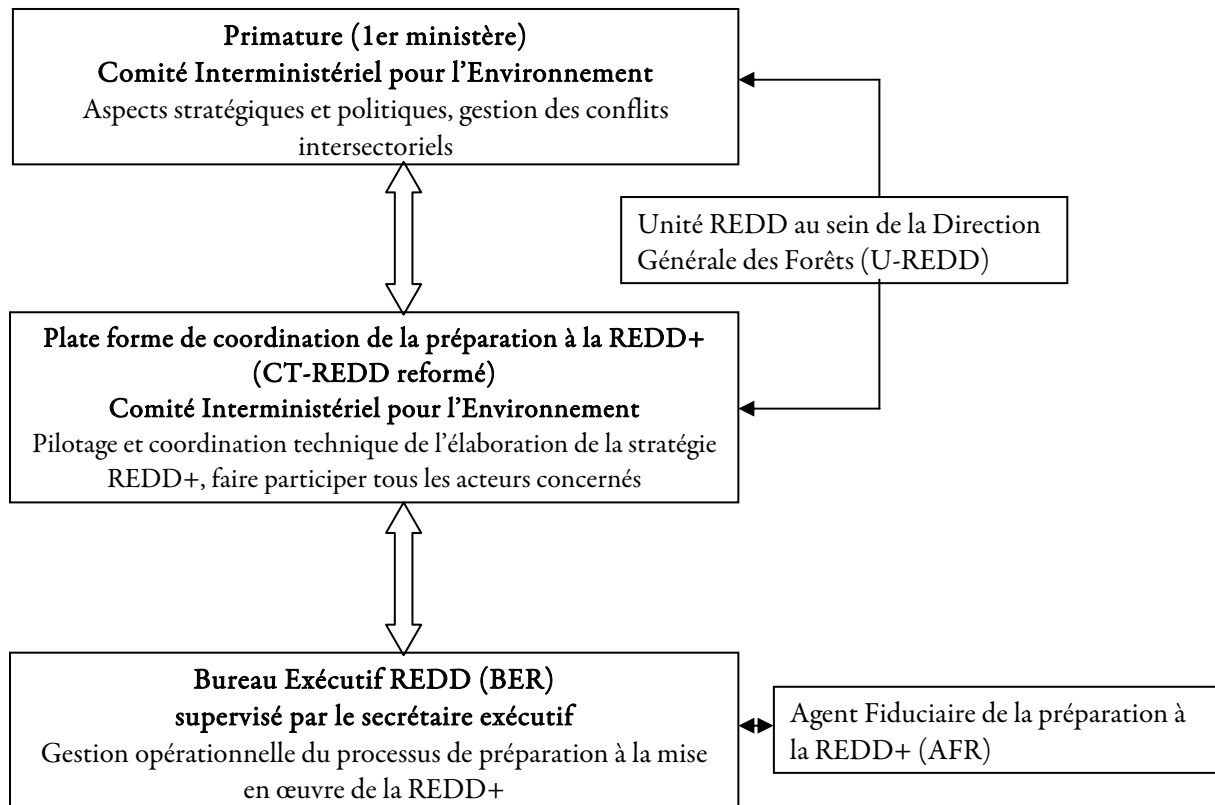 Primature (1er ministère)
Comité Interministériel pour l'Environnement
Aspects stratégiques et politiques, gestion des conflits
intersectoriels
Unité REDD au sein de la Direction
Générale des Forêts (U-REDD)
Plate forme de coordination de la préparation à la REDD+
(CT-REDD reformé)
Comité Interministériel pour l'Environnement
Pilotage et coordination technique de l'élaboration de la stratégie
REDD+, faire participer tous les acteurs concernés
Bureau Exécutif REDD (BER)
supervisé par le secrétaire exécutif
Gestion opérationnelle du processus de préparation à la mise
en œuvre de la REDD+
Agent Fiduciaire de la préparation à
la REDD+ (AFR)